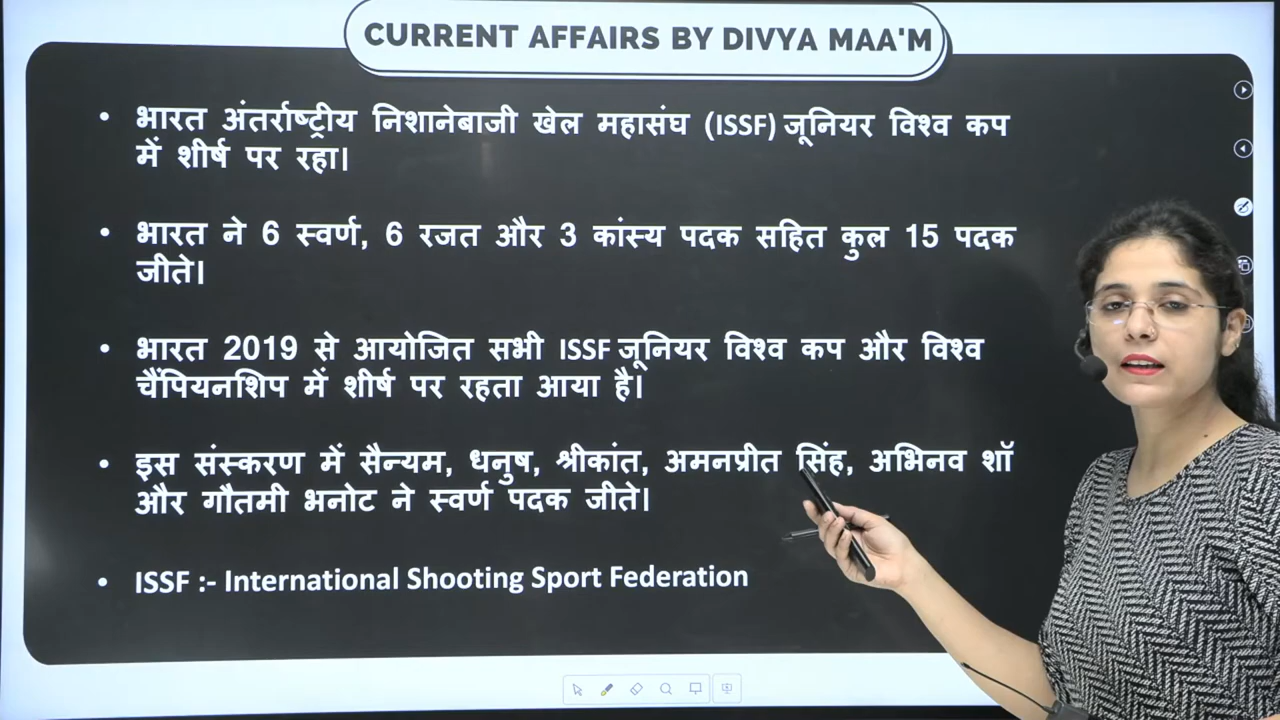 CURRENT AFFAIRS BY DIVYA MAA'M
• भारत अंतर्राष्ट्रीय निशानेबाजी खेल महासंघ (ISSF) जूनियर विश्व कप
में शीर्ष पर रहा।
• भारत ने 6 स्वर्ण, 6 रजत और 3 कांस्य पदक सहित कुल 15 पदक
जीते।
• भारत 2019 से आयोजित सभी ISSF जूनियर विश्व कप और विश्व
चैंपियनशिप में शीर्ष पर रहता आया है।
• इस संस्करण में सैन्यम, धनुष, श्रीकांत, अमनप्रीत सिंह, अभिनव शॉ
और गौतमी भनोट ने स्वर्ण पदक जीते।
• ISSF :- International Shooting Sport Federation